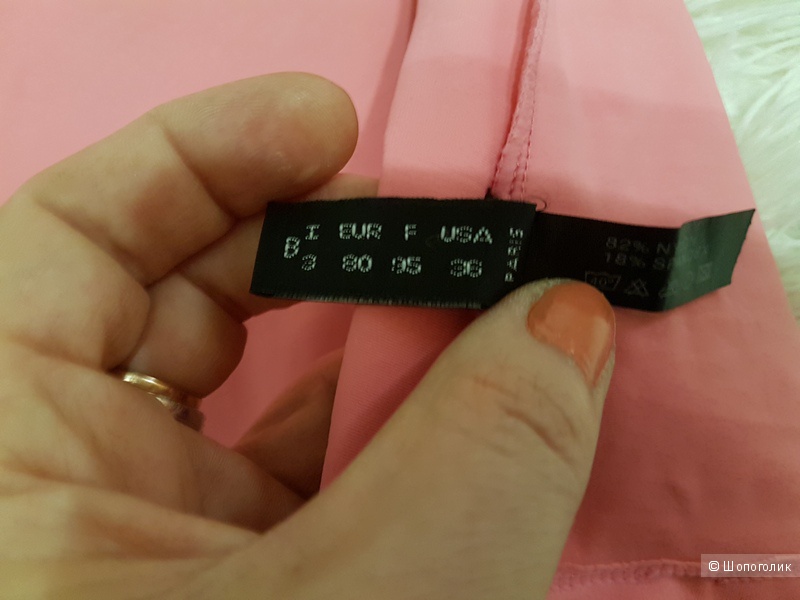 I EUR F USA
B
3 80 95 36
PARIS
82%
18%
© Шопоголик